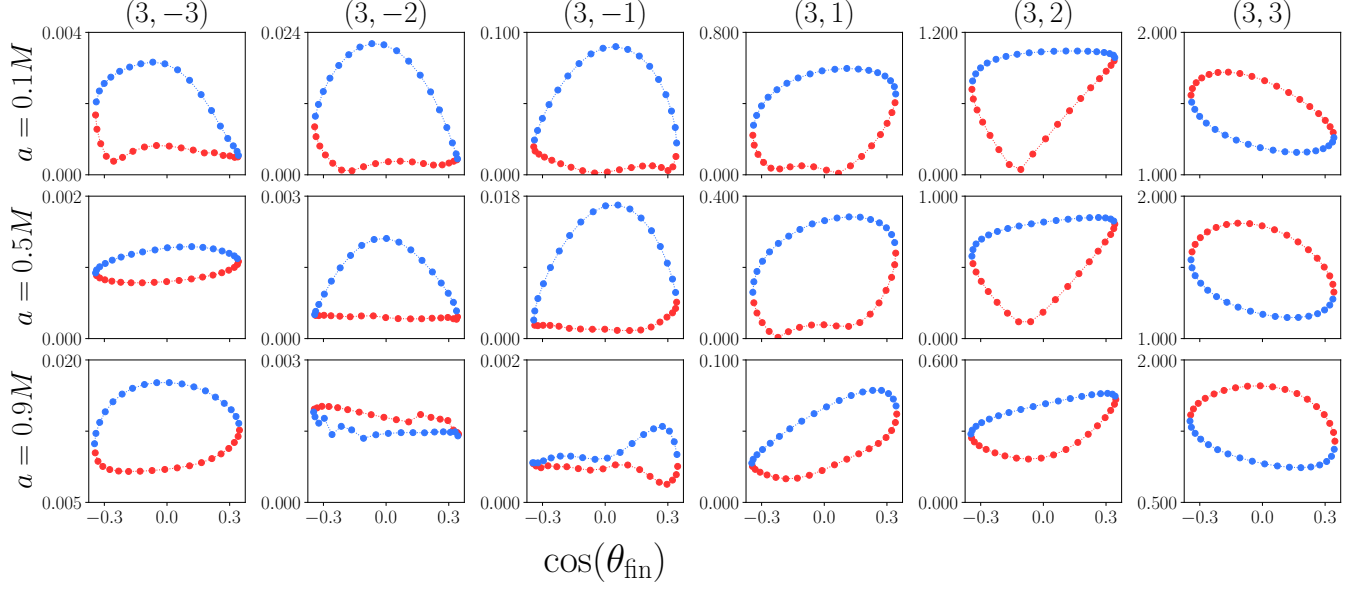 (3, −3) (3, −2) (3, −1) (3, 1) (3, 2) (3, 3)
a = 0.1M
0.004 0.024 0.100 0.800 1.200 2.000
0.000 0.000 0.000 0.000 0.000 1.000
a = 0.5M
0.002 0.003 0.018 0.400 1.000 2.000
0.000 0.000 0.000 0.000 0.000 1.000
a = 0.9M
0.020 0.003 0.002 0.100 0.600 2.000
0.005 0.000 0.000 0.000 0.000 0.500
−0.3 0.0 0.3 −0.3 0.0 0.3 −0.3 0.0 0.3 −0.3 0.0 0.3 −0.3 0.0 0.3 −0.3 0.0 0.3
cos(θfin)